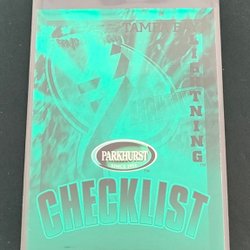 TAMPA BAY
LIGHTNING
PARKHURST
SINCE 1951
CHECKLIST